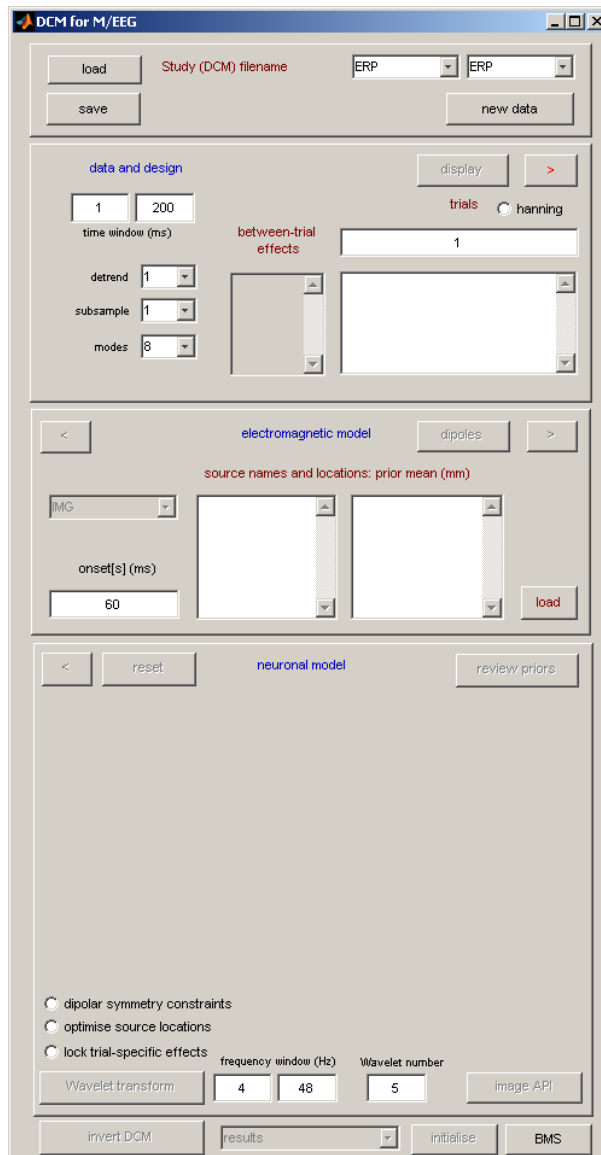 DCM for M/EEG
load Study (DCM) filename ERP ERP
save new data
data and design display >
trials hanning
1 200
time window (ms) between-trial
effects 1
detrend 1
subsample 1
modes 8
< electromagnetic model dipoles >
source names and locations: prior mean (mm)
IMG
onset[s] (ms)
60 load
< reset neuronal model review priors
dipolar symmetry constraints
optimise source locations
lock trial-specific effects frequency window (Hz) Wavelet number
Wavelet transform 4 48 5 image API
invert DCM results initialise BMS